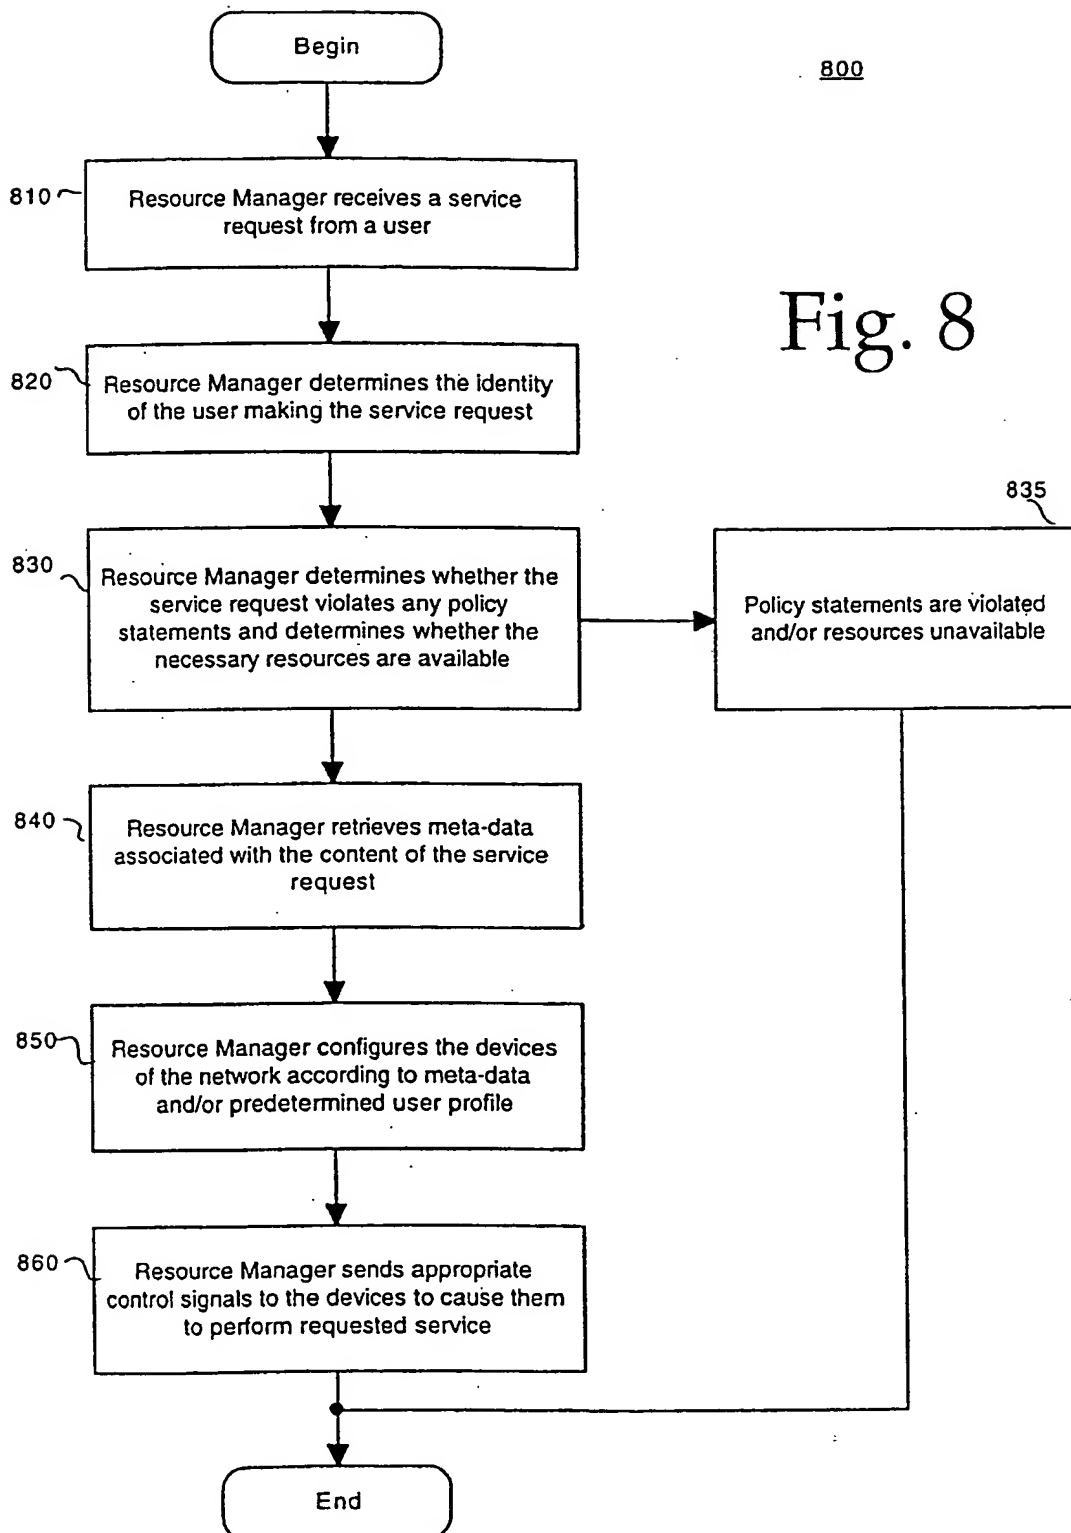 Begin
800
810
Resource Manager receives a service
request from a user
Fig. 8
820
Resource Manager determines the identity
of the user making the service request
835
830
Resource Manager determines whether the
service request violates any policy
statements and determines whether the
necessary resources are available
Policy statements are violated
and/or resources unavailable
840
Resource Manager retrieves meta-data
associated with the content of the service
request
850
Resource Manager configures the devices
of the network according to meta-data
and/or predetermined user profile
860
Resource Manager sends appropriate
control signals to the devices to cause them
to perform requested service
End